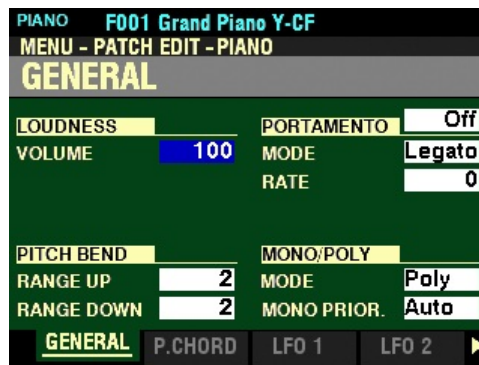 PIANO F001 Grand Piano Y-CF
MENU - PATCH EDIT - PIANO
GENERAL
LOUDNESS PORTAMENTO Off
VOLUME 100 MODE Legato
RATE 0
PITCH BEND MONO/POLY
RANGE UP 2 MODE Poly
RANGE DOWN 2 MONO PRIOR. Auto
GENERAL P.CHORD LFO 1 LFO 2